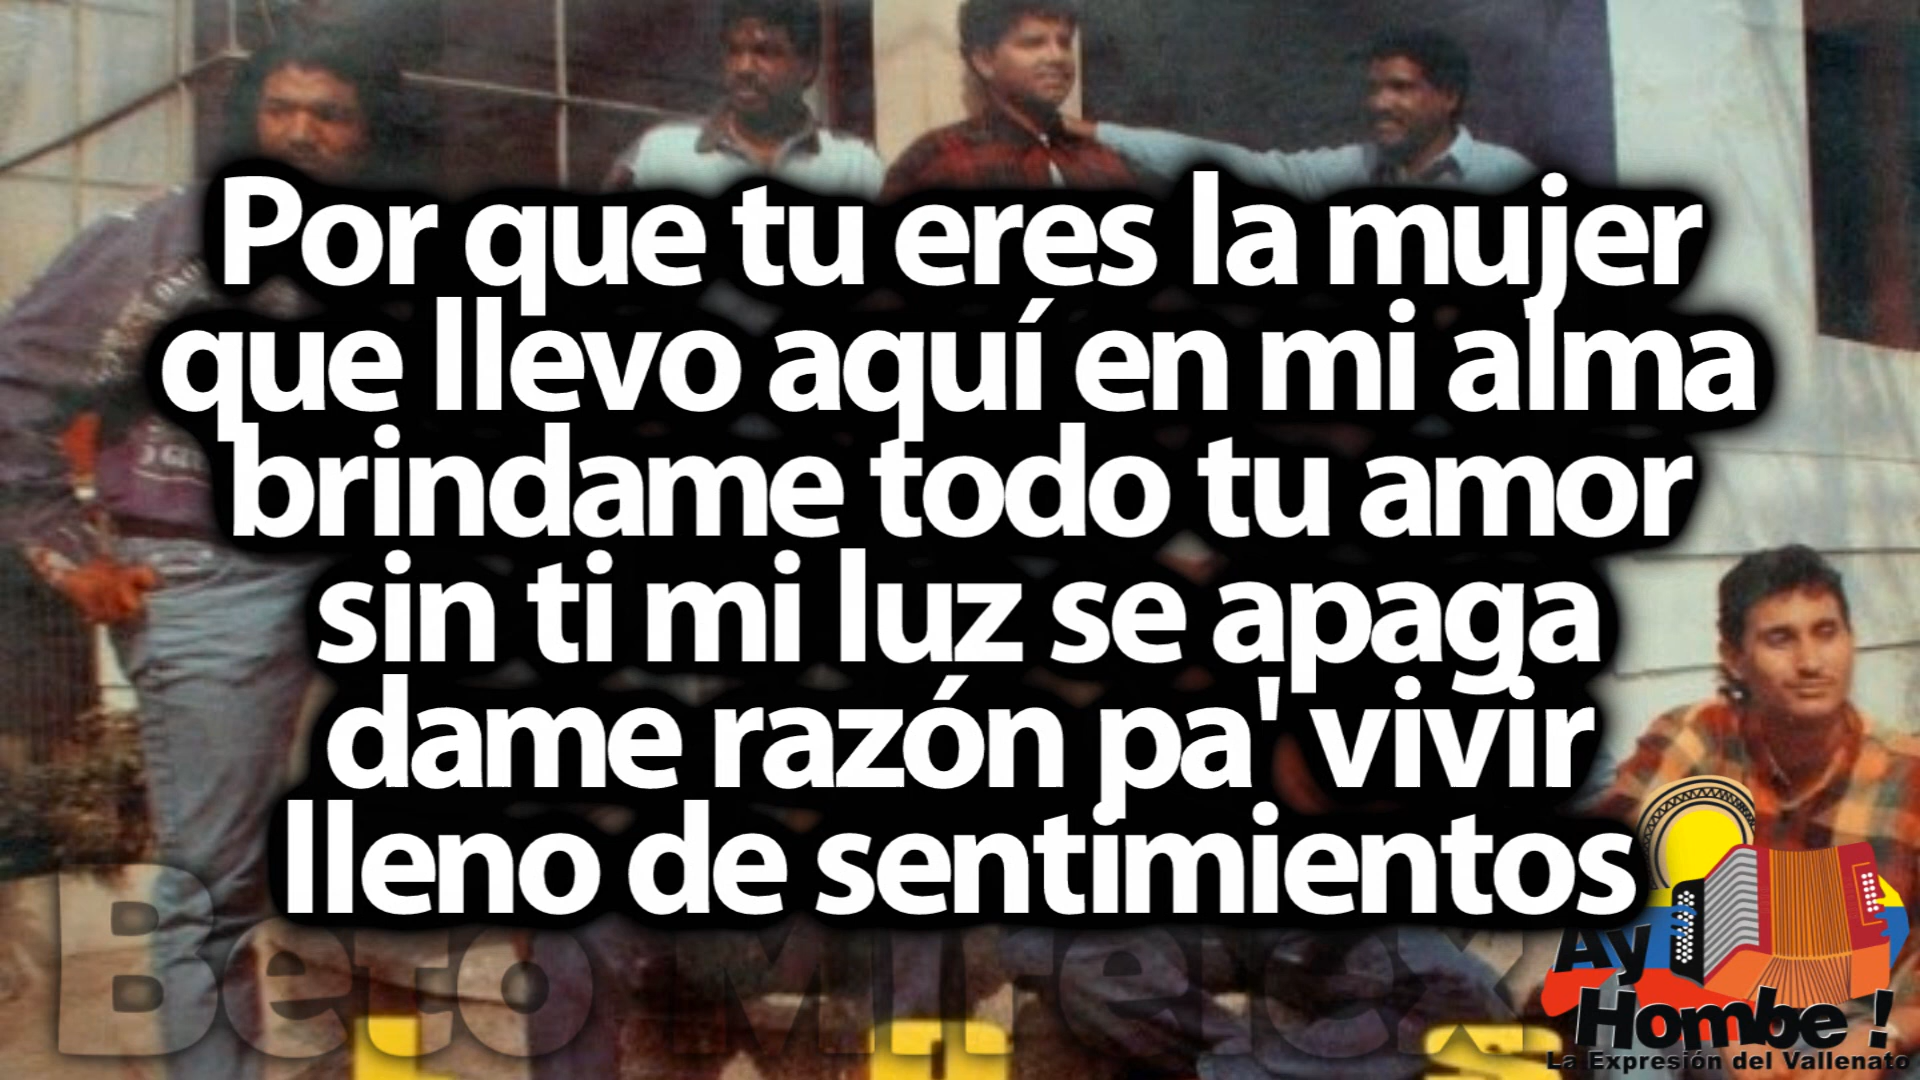 Por que tu eres la mujer
que llevo aquí en mi alma
brindame todo tu amor
sin ti mi luz se apaga
dame razón pa' vivir
lleno de sentimientos
Beto Mirelex
Ay
Hombe !
La Expresión del Vallenato